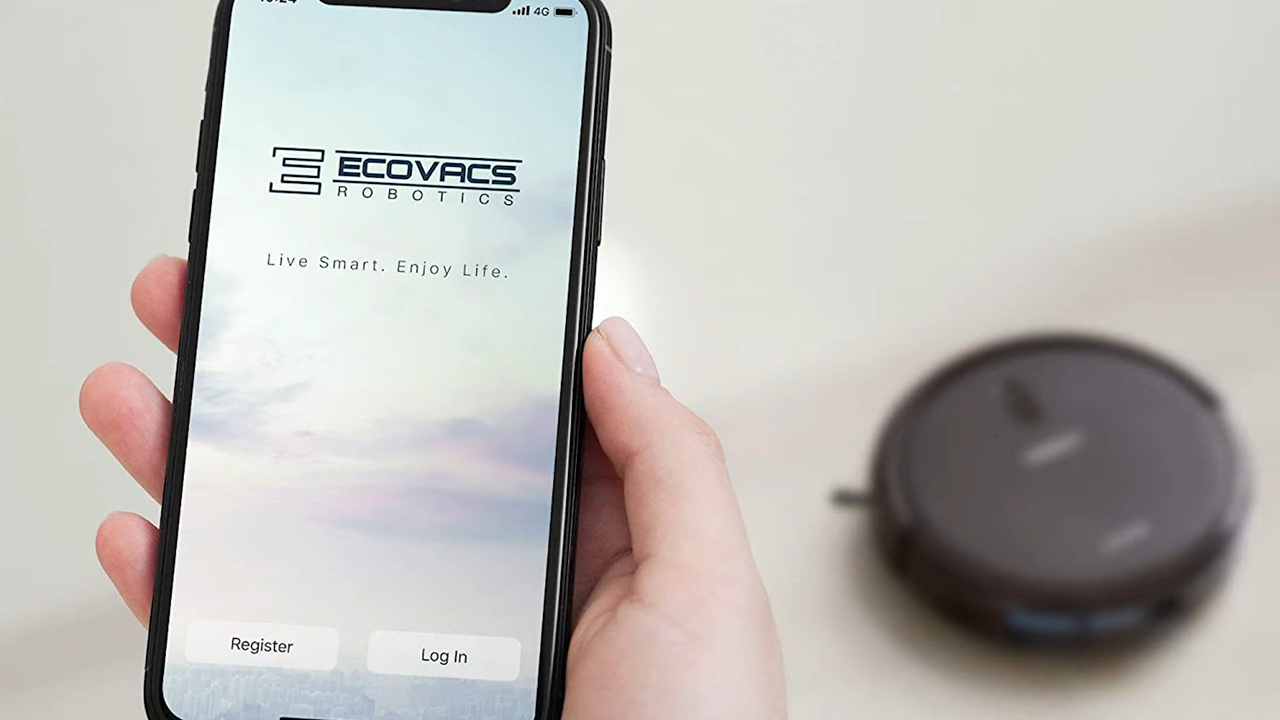 4G
ECOVACS
ROBOTICS
Live Smart. Enjoy Life.
Register
Log In